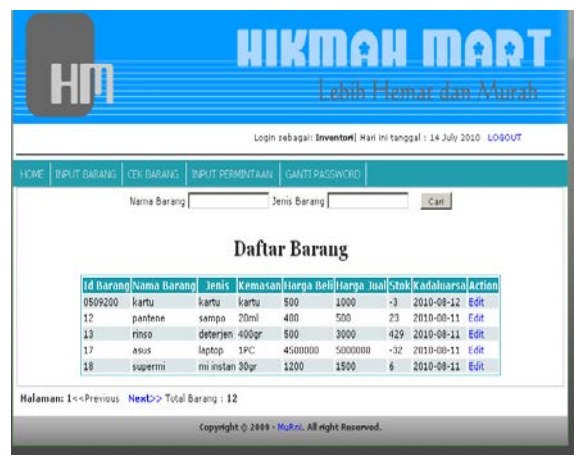 HIKMAH MART
HM
Lebih Hemat dan Murah
Login sebagai: Inventori| Hari ini tanggal : 14 July 2010 LOGOUT
HOME INPUT BARANG CEK BARANG INPUT PERMINTAAN GANTI PASSWORD
Nama Barang Jenis Barang Cari
Daftar Barang
Id Barang Nama Barang Jenis Kemasan Harga Beli Harga Jual Stok Kadaluarsa Action
0509200 kartu kartu kartu 500 1000 -3 2010-08-12 Edit
12 pantene sampo 20ml 400 500 23 2010-08-11 Edit
13 rinso deterjen 400gr 500 3000 429 2010-08-11 Edit
17 asus laptop 1PC 4500000 5000000 -32 2010-08-11 Edit
18 supermi mi instan 30gr 1200 1500 6 2010-08-11 Edit
Halaman: 1<<Previous Next>> Total Barang : 12
Copyright © 2009 - MuRni. All right Reserved.